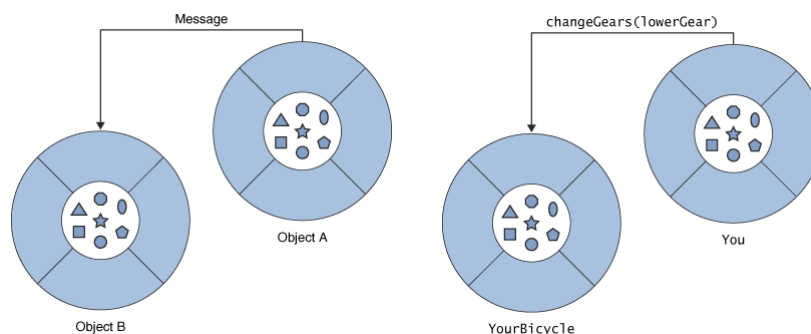 Message
changeGears(lowerGear)
Object A
You
Object B
YourBicycle